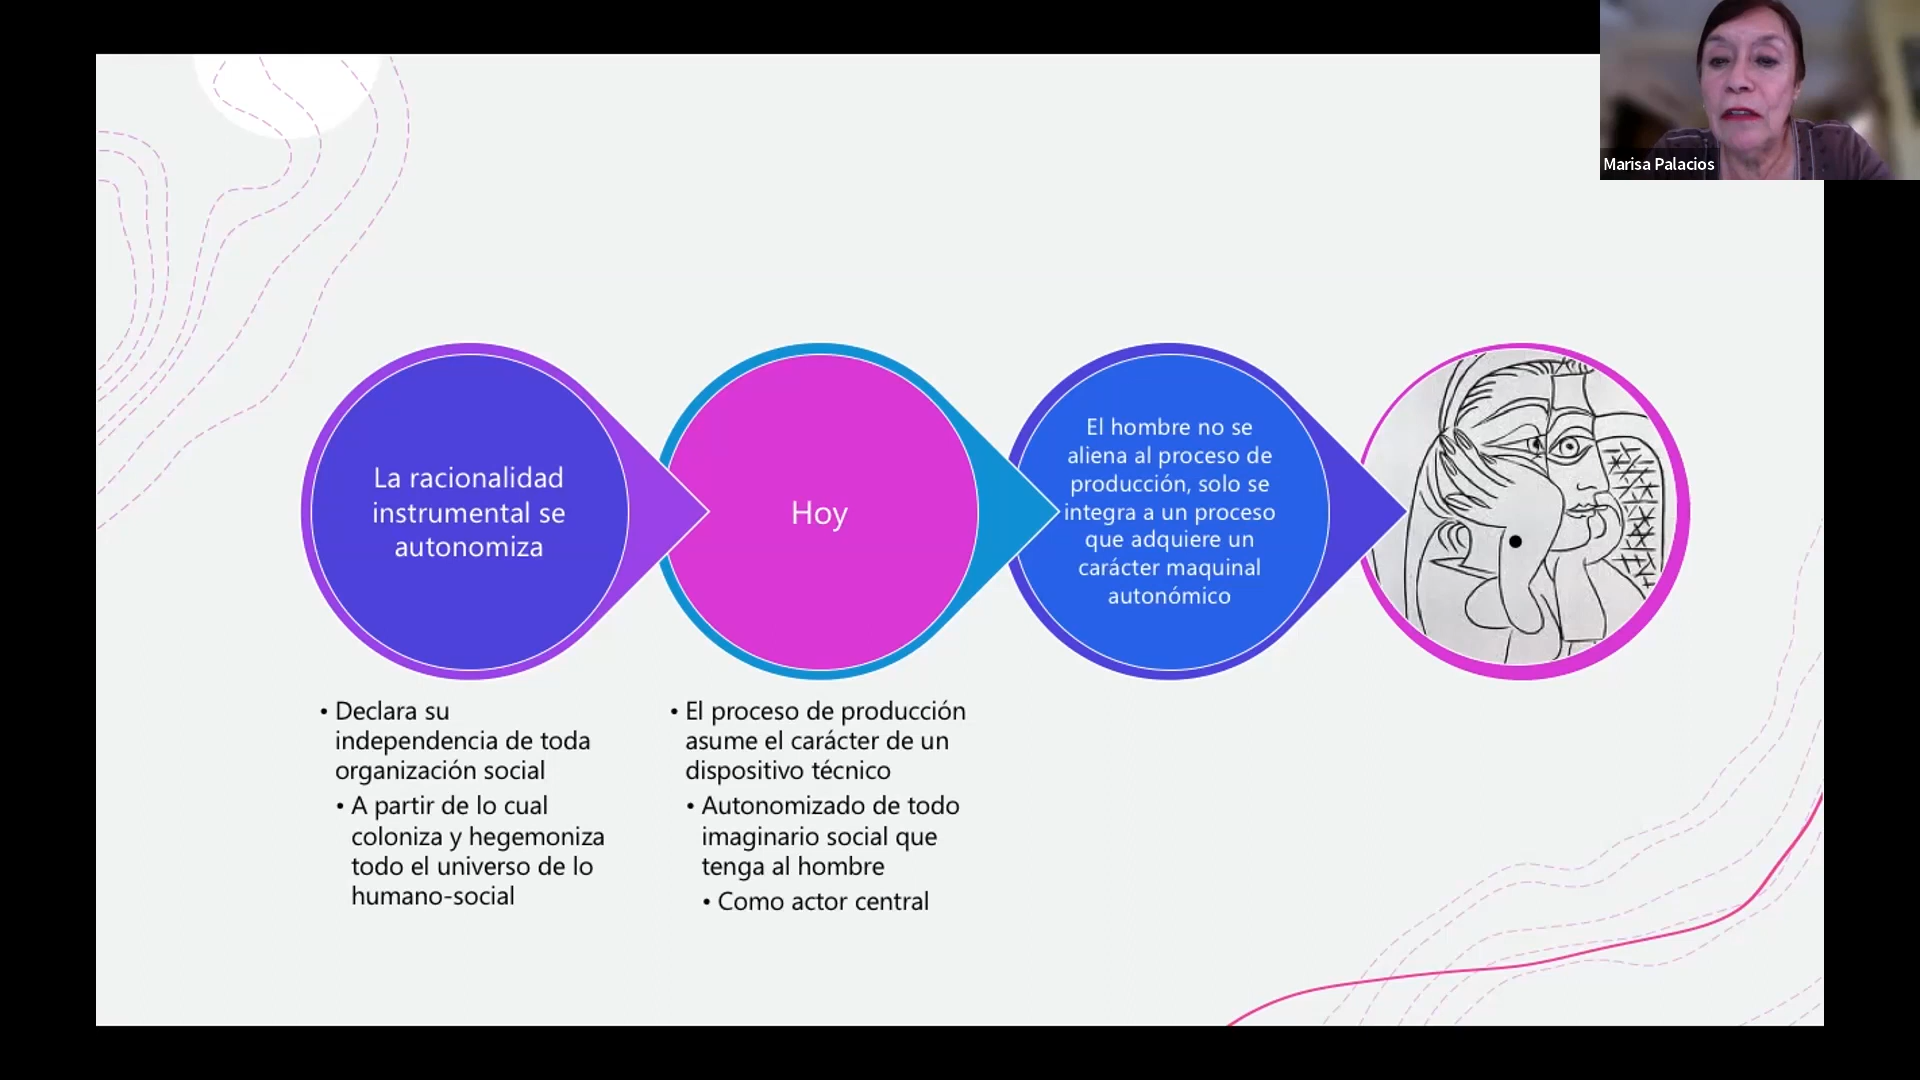 Marisa Palacios
La racionalidad
instrumental se
autonomiza
• Declara su
independencia de toda
organización social
• A partir de lo cual
coloniza y hegemoniza
todo el universo de lo
humano-social
Hoy
• El proceso de producción
asume el carácter de un
dispositivo técnico
• Autonomizado de todo
imaginario social que
tenga al hombre
• Como actor central
El hombre no se
aliena al proceso de
producción, solo se
integra a un proceso
que adquiere un
carácter maquinal
autonómico